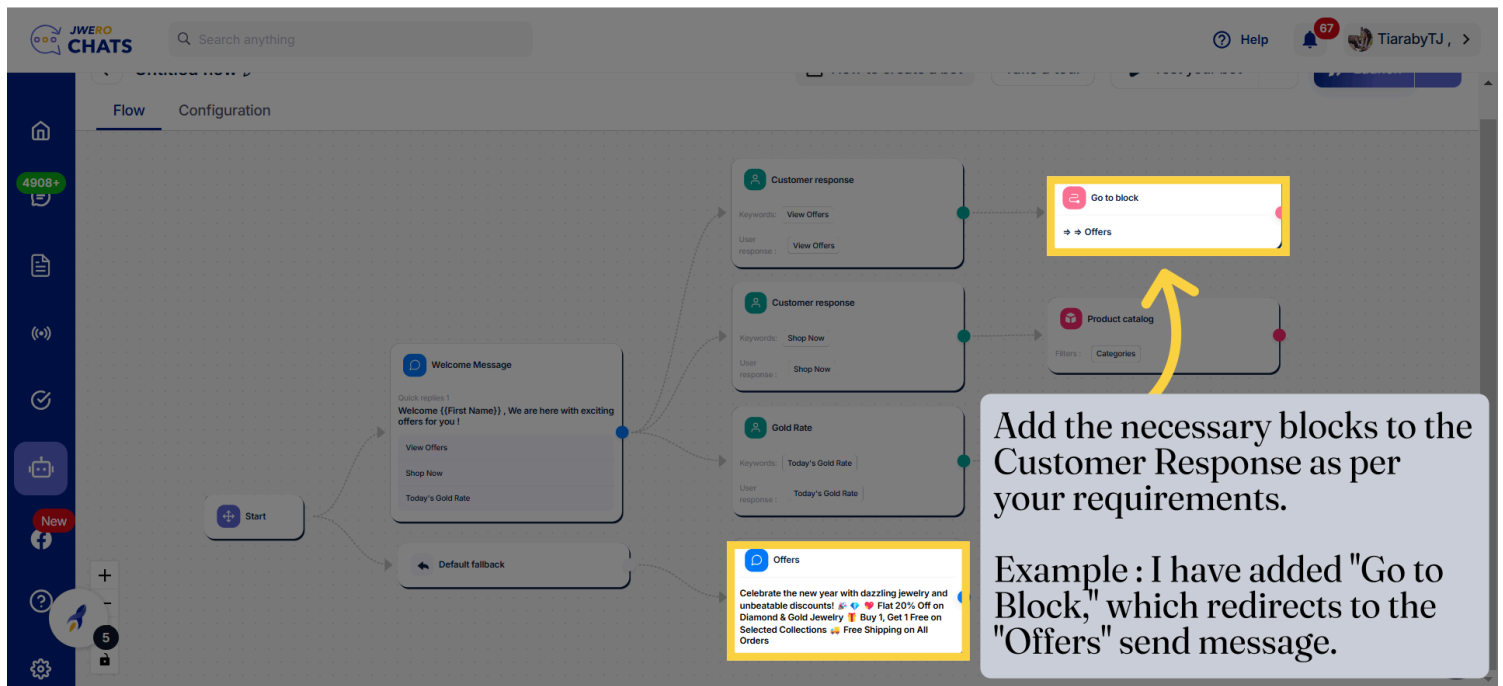 JWERO
CHATS
Search anything
Help
67
TiarabyTJ ,
Flow
Configuration
4908+
New
5
Start
Welcome Message
Quick replies 1
Welcome {{First Name}} , We are here with exciting
offers for you !
View Offers
Shop Now
Today's Gold Rate
Default fallback
Customer response
Keywords: View Offers
User
response : View Offers
Customer response
Keywords: Shop Now
User
response : Shop Now
Gold Rate
Keywords: Today's Gold Rate
User
response : Today's Gold Rate
Offers
Celebrate the new year with dazzling jewelry and
unbeatable discounts! 🎉 💎 ❤️ Flat 20% Off on
Diamond & Gold Jewelry 🎁 Buy 1, Get 1 Free on
Selected Collections 🚚 Free Shipping on All
Orders
Go to block
⇒ ⇒ Offers
Product catalog
Filters : Categories
Add the necessary blocks to the
Customer Response as per
your requirements.
Example : I have added "Go to
Block," which redirects to the
"Offers" send message.